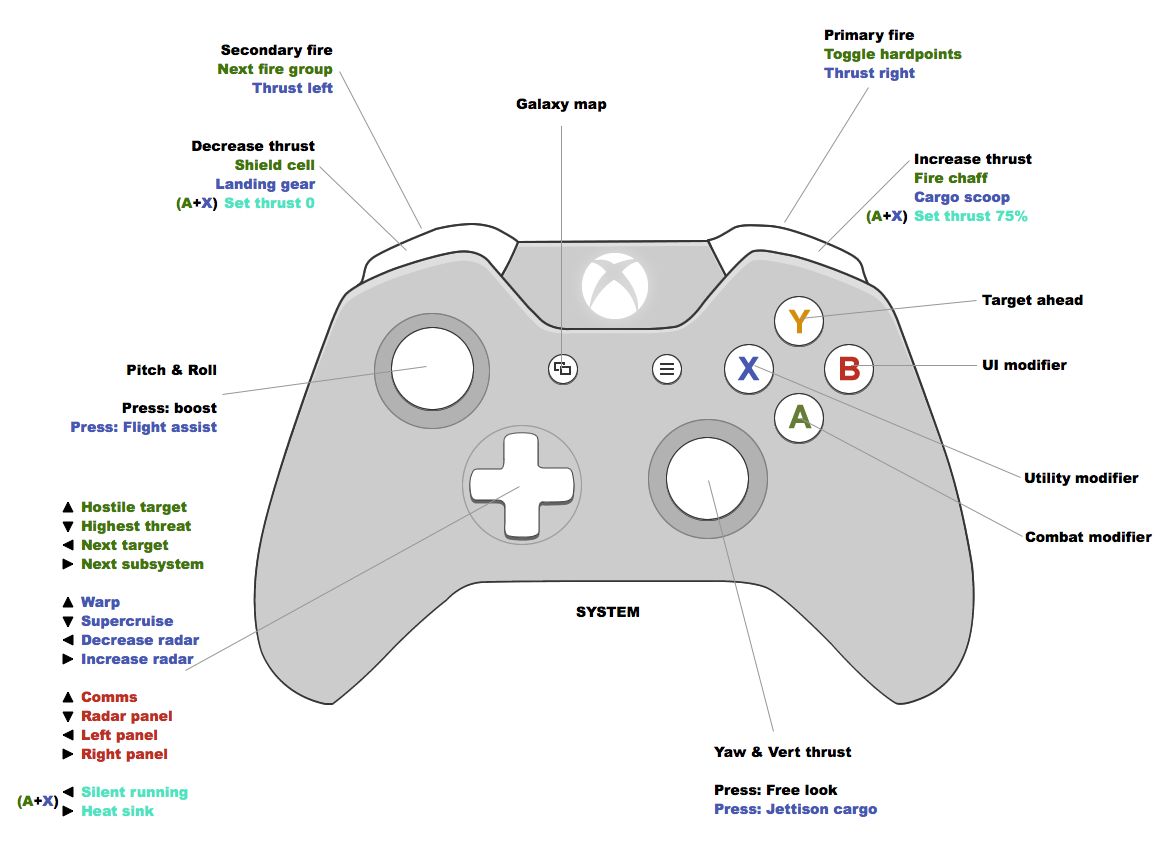 Secondary fire
Next fire group
Thrust left
Primary fire
Toggle hardpoints
Thrust right
Galaxy map
Decrease thrust
Shield cell
Landing gear
(A+X) Set thrust 0
Increase thrust
Fire chaff
Cargo scoop
(A+X) Set thrust 75%
Target ahead
Y
X
B
A
UI modifier
Pitch & Roll
Press: boost
Press: Flight assist
Utility modifier
Combat modifier
▲ Hostile target
▼ Highest threat
◀ Next target
▶ Next subsystem
▲ Warp
▼ Supercruise
◀ Decrease radar
▶ Increase radar
SYSTEM
▲ Comms
▼ Radar panel
◀ Left panel
▶ Right panel
(A+X) ◀ Silent running
▶ Heat sink
Yaw & Vert thrust
Press: Free look
Press: Jettison cargo